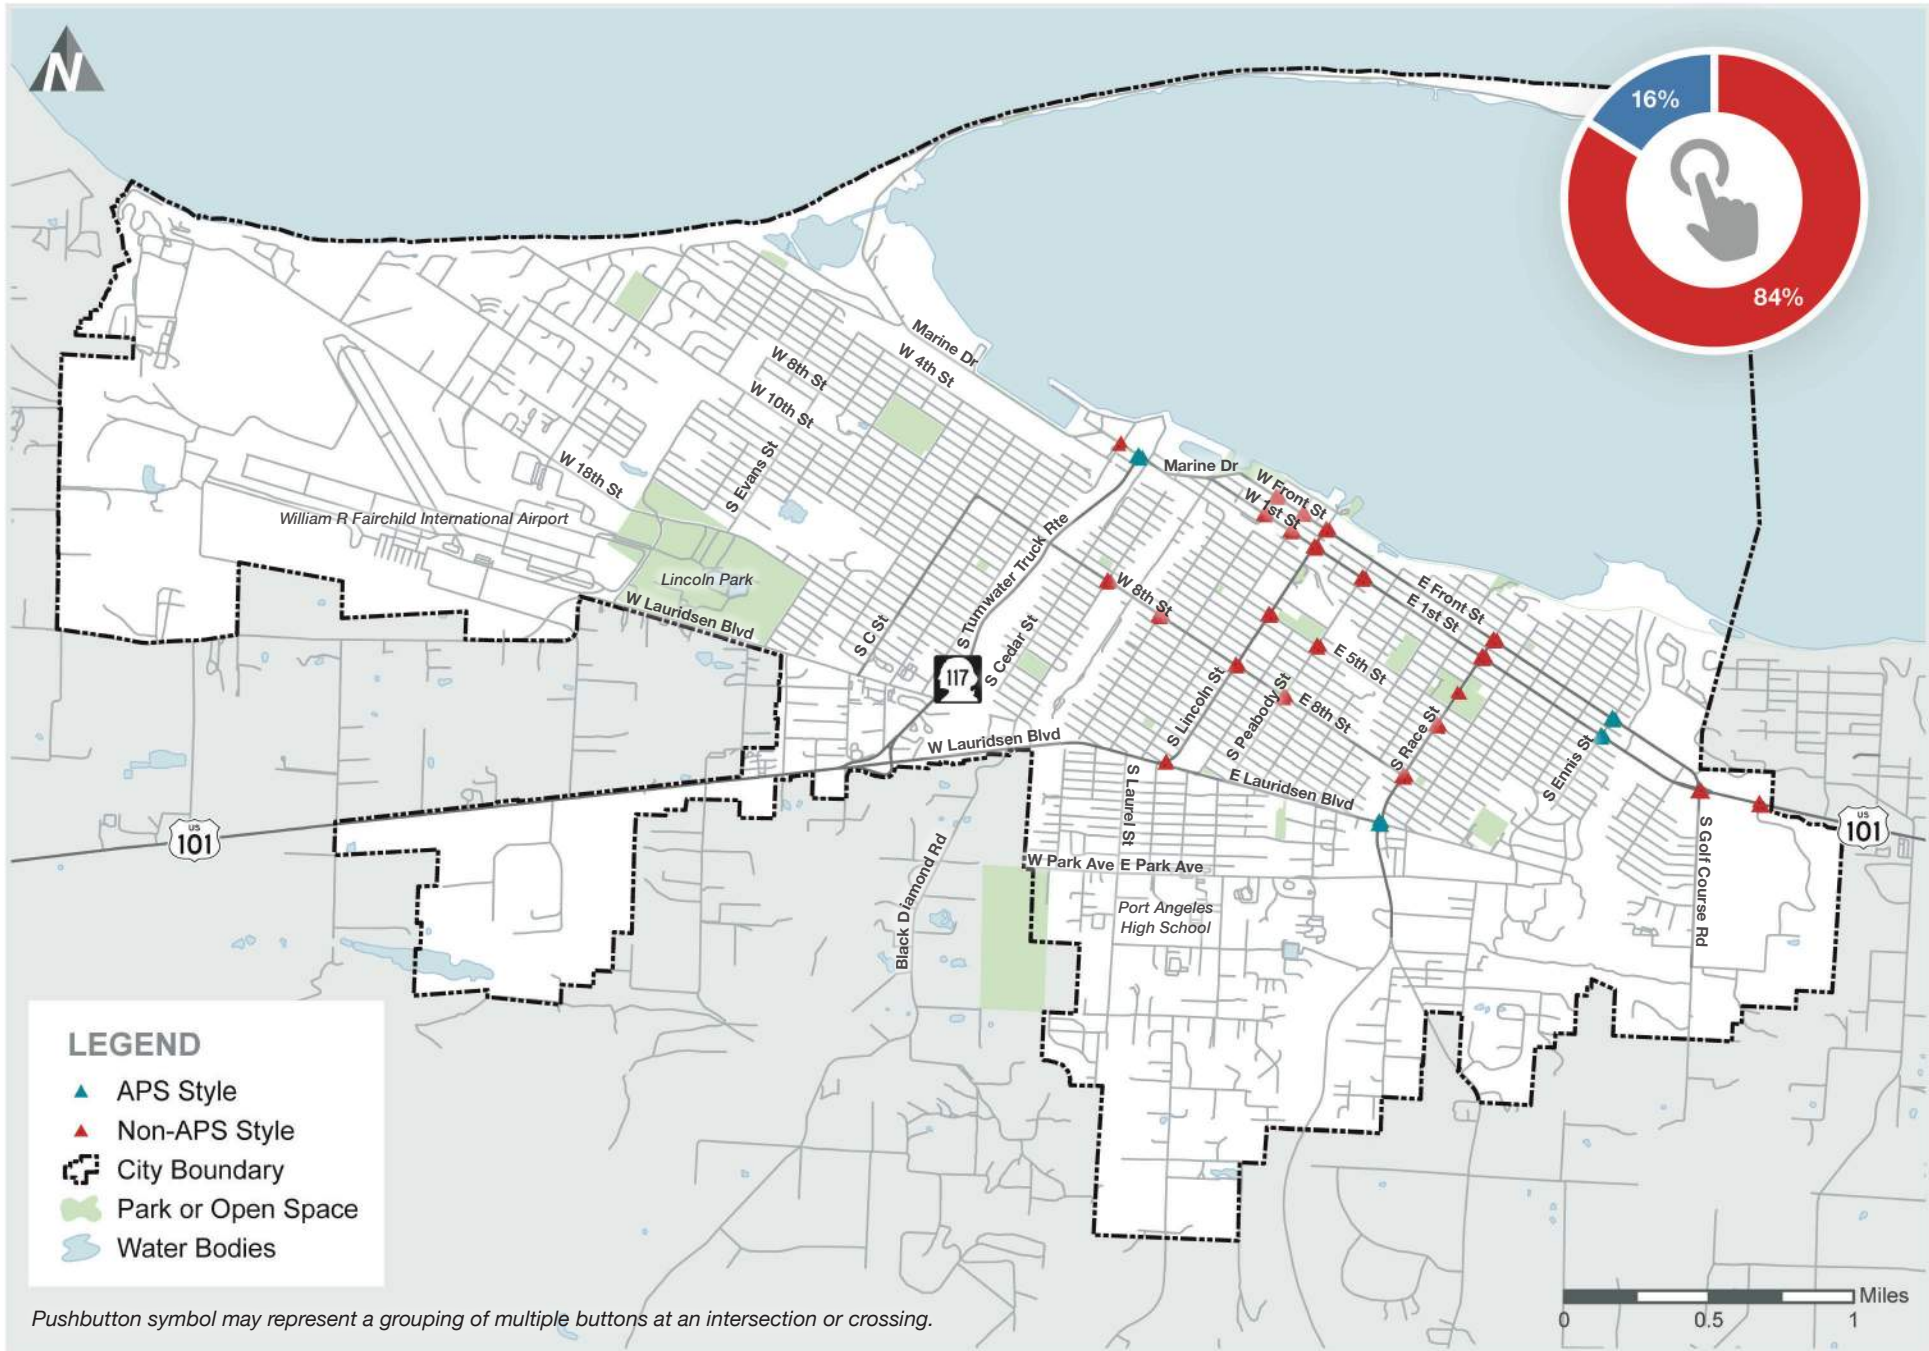 N
16%
84%
Marine Dr
W 4th St
W 8th St
W 10th St
W 18th St
S Evans St
William R Fairchild International Airport
Lincoln Park
W Lauridsen Blvd
S C St
S Tumwater Truck Rte
S Cedar St
117
Marine Dr
W Front St
W 1st St
W 8th St
E Front St
E 1st St
E 5th St
E 8th St
S Lincoln St
S Peabody St
S Race St
S Ennis St
W Lauridsen Blvd
E Lauridsen Blvd
S Laurel St
W Park Ave
E Park Ave
Port Angeles
High School
Black Diamond Rd
S Golf Course Rd
US
101
US
101
LEGEND
APS Style
Non-APS Style
City Boundary
Park or Open Space
Water Bodies
Pushbutton symbol may represent a grouping of multiple buttons at an intersection or crossing.
Miles
0
0.5
1